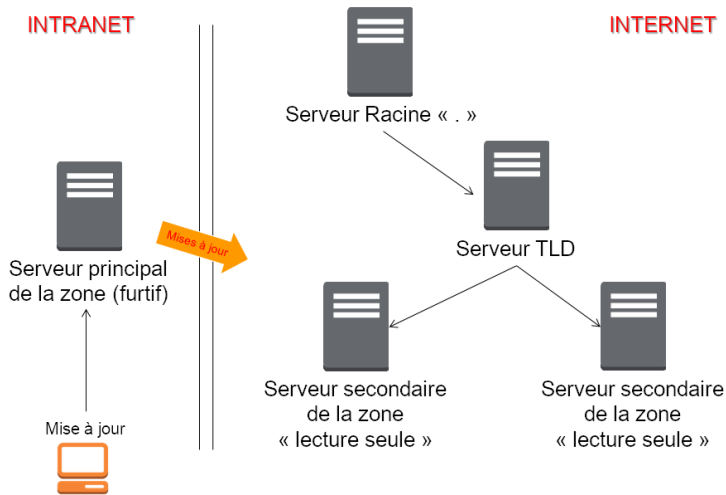 INTRANET
INTERNET
Serveur Racine « . »
Mises à jour
Serveur TLD
Serveur principal
de la zone (furtif)
Serveur secondaire
de la zone
« lecture seule »
Serveur secondaire
de la zone
« lecture seule »
Mise à jour